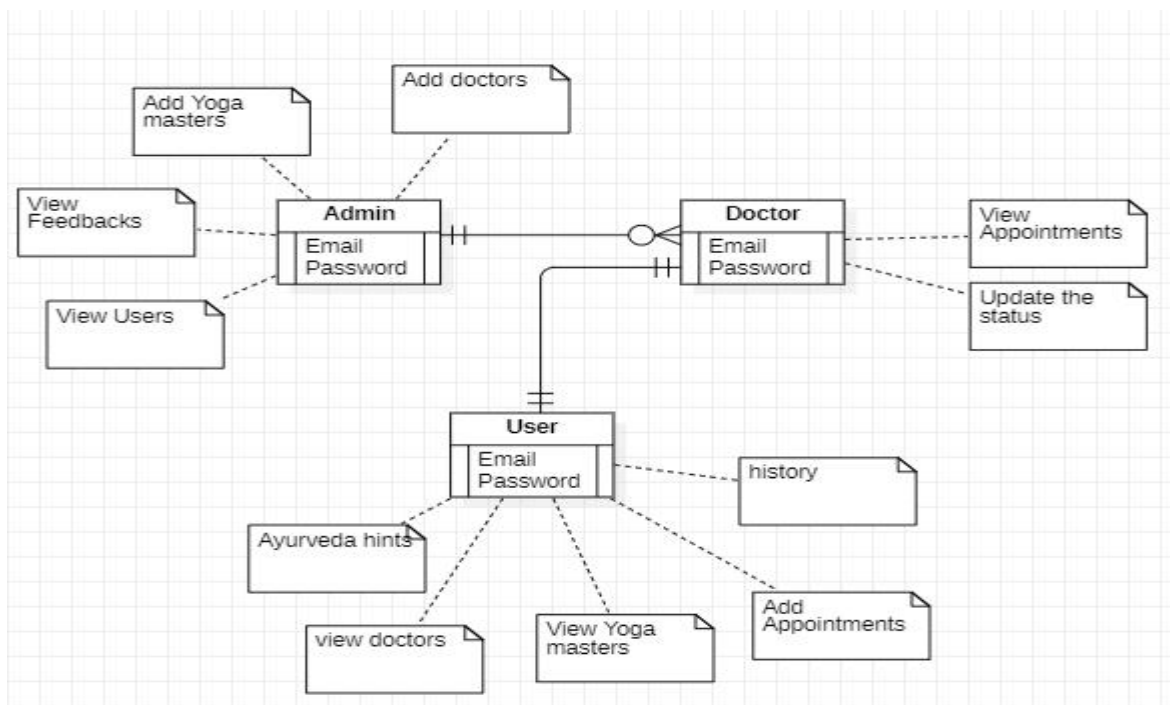 Add doctors
Add Yoga
masters
View
Feedbacks
Admin
Email
Password
Doctor
Email
Password
View
Appointments
Update the
status
View Users
User
Email
Password
history
Ayurveda hints
Add
Appointments
view doctors
View Yoga
masters